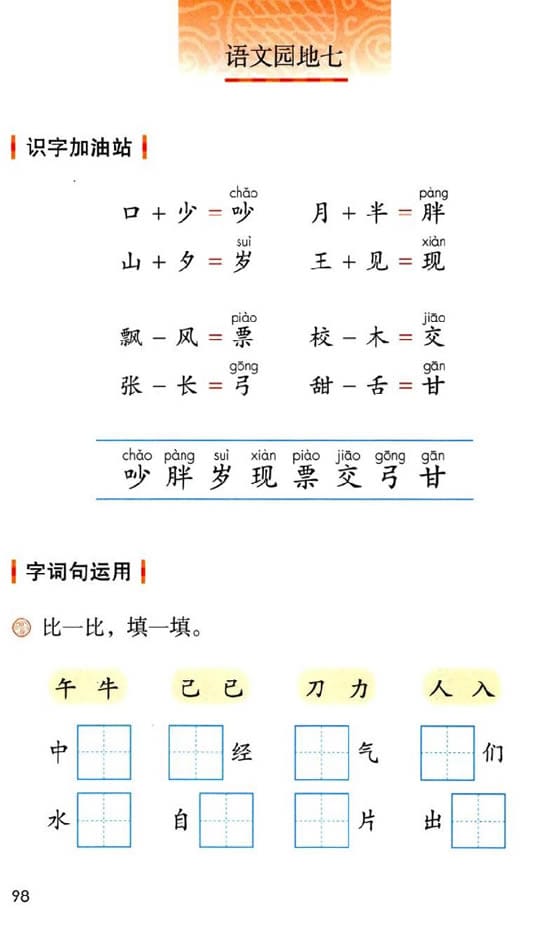 语文园地七
识字加油站
chǎo pàng
口 + 少 = 吵 月 + 半 = 胖
suì xiàn
山 + 夕 = 岁 王 + 见 = 现
piào jiāo
飘 - 风 = 票 校 - 木 = 交
gōng gān
张 - 长 = 弓 甜 - 舌 = 甘
chǎo pàng suì xiàn piào jiāo gōng gān
吵 胖 岁 现 票 交 弓 甘
字词句运用
比一比，填一填。
午 牛 己 已 刀 力 人 入
中 经 气 们
水 自 片 出
98